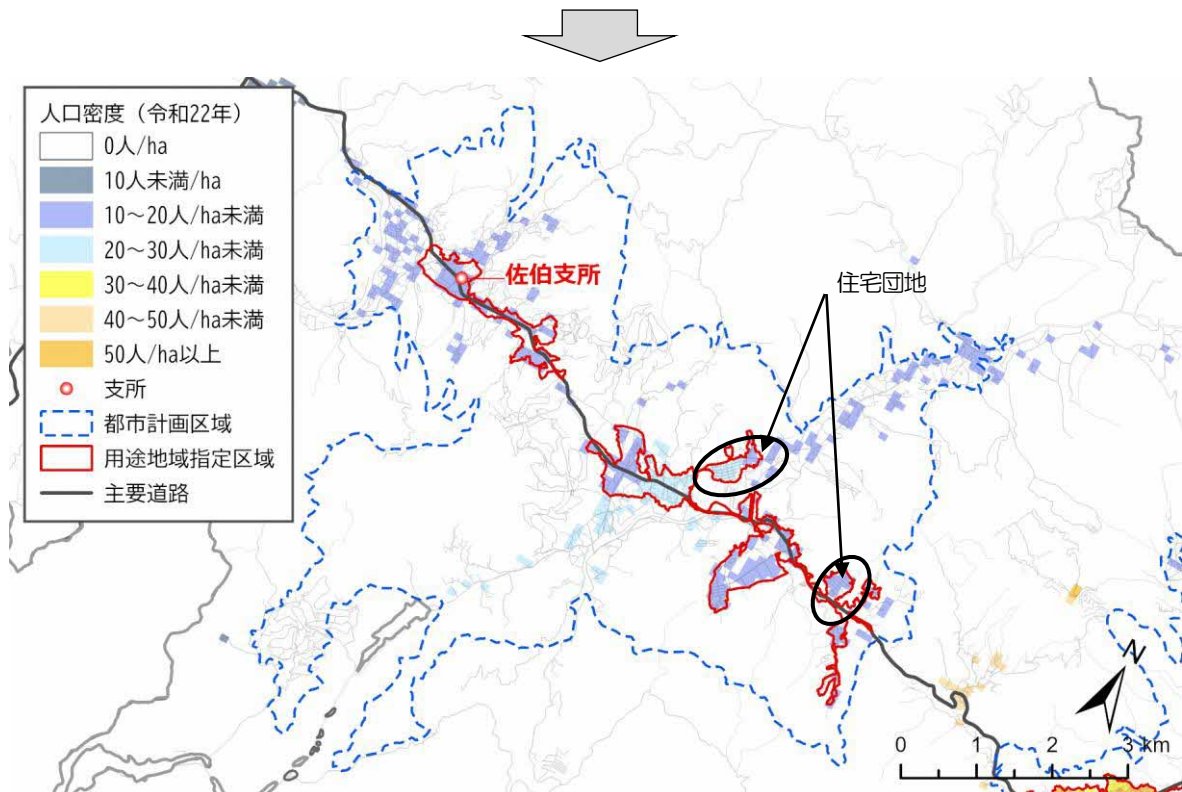 人口密度（令和22年）
0人/ha
10人未満/ha
10～20人/ha未満
20～30人/ha未満
30～40人/ha未満
40～50人/ha未満
50人/ha以上
支所
都市計画区域
用途地域指定区域
主要道路
佐伯支所
住宅団地
N
0 1 2 3 km